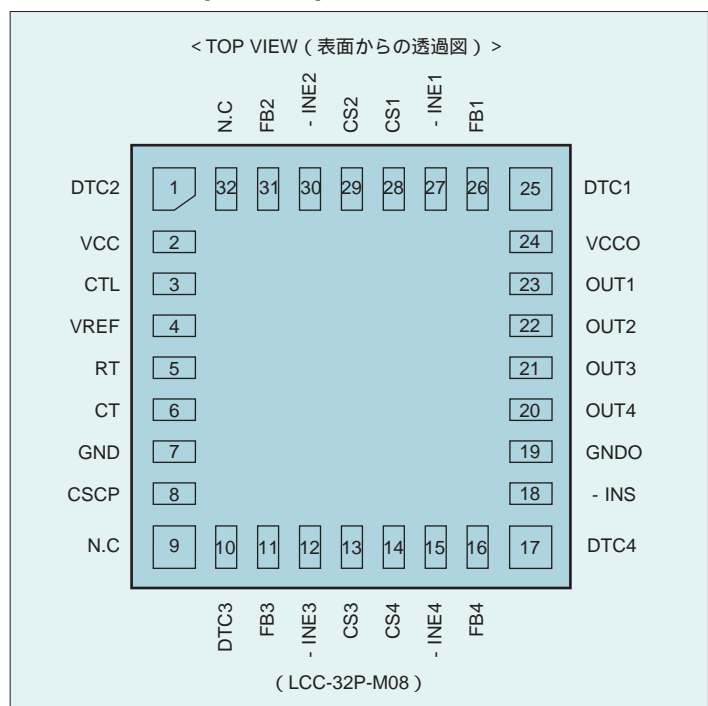 < TOP VIEW ( 表面からの透過図 ) >
N.C FB2 - INE2 CS2 CS1 - INE1 FB1
DTC2 1 32 31 30 29 28 27 26 25 DTC1
VCC 2 24 VCCO
CTL 3 23 OUT1
VREF 4 22 OUT2
RT 5 21 OUT3
CT 6 20 OUT4
GND 7 19 GNDO
CSCP 8 18 - INS
N.C 9 10 11 12 13 14 15 16 17 DTC4
DTC3 FB3 - INE3 CS3 CS4 - INE4 FB4
( LCC-32P-M08 )